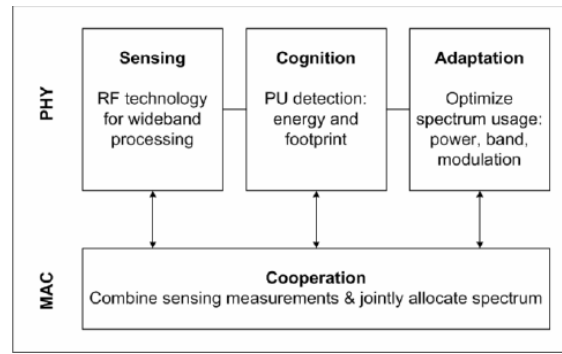 PHY
Sensing
RF technology
for wideband
processing
Cognition
PU detection:
energy and
footprint
Adaptation
Optimize
spectrum usage:
power, band,
modulation
MAC
Cooperation
Combine sensing measurements & jointly allocate spectrum